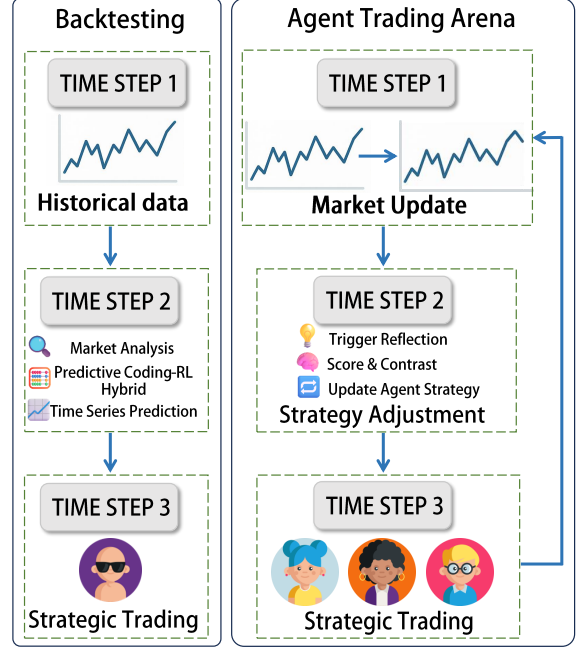 Backtesting
TIME STEP 1
Historical data
TIME STEP 2
Market Analysis
Predictive Coding-RL
Hybrid
Time Series Prediction
TIME STEP 3
Strategic Trading
Agent Trading Arena
TIME STEP 1
Market Update
TIME STEP 2
Trigger Reflection
Score & Contrast
Update Agent Strategy
Strategy Adjustment
TIME STEP 3
Strategic Trading